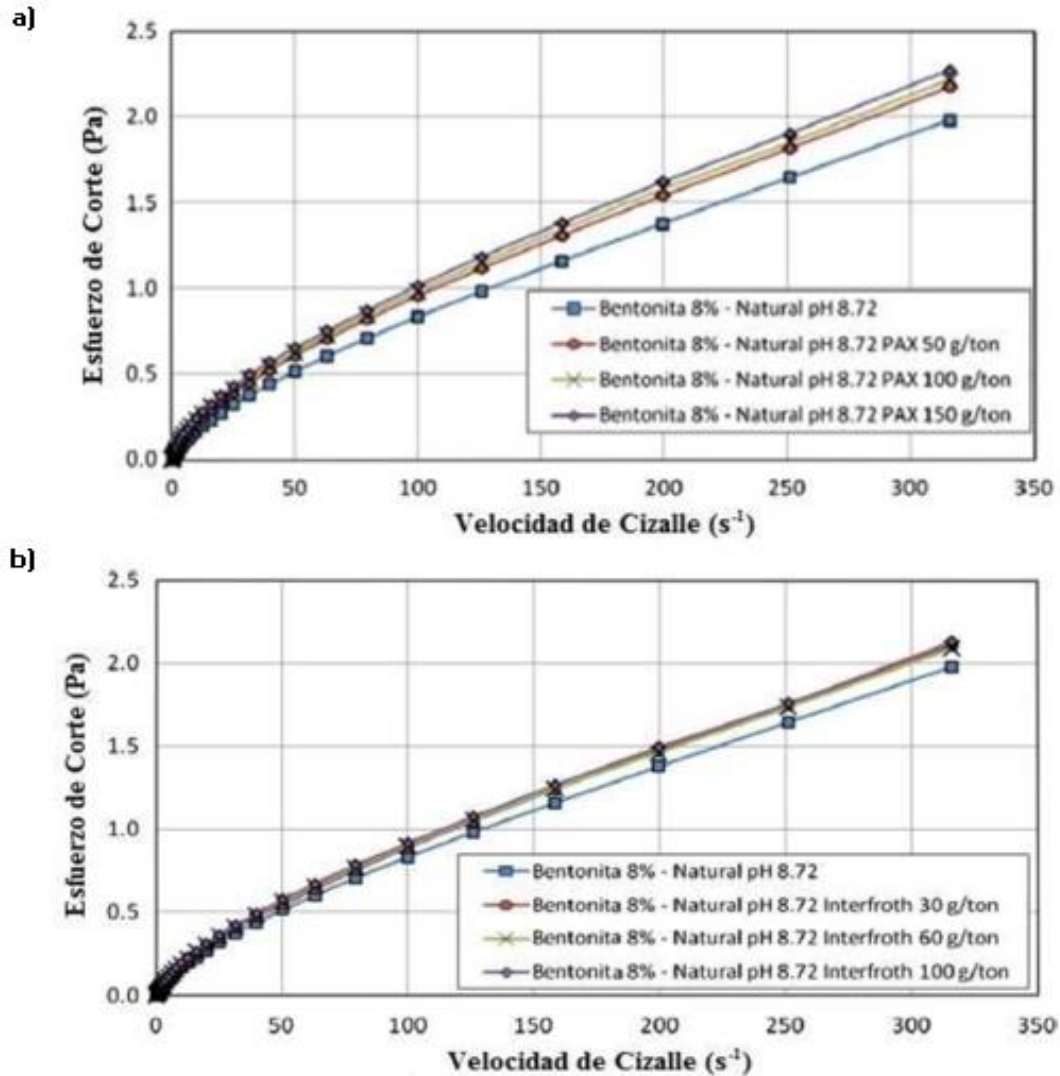 a)
2.5
2.0
1.5
1.0
0.5
0.0
Esfuerzo de Corte (Pa)
Bentonita 8% - Natural pH 8.72
Bentonita 8% - Natural pH 8.72 PAX 50 g/ton
Bentonita 8% - Natural pH 8.72 PAX 100 g/ton
Bentonita 8% - Natural pH 8.72 PAX 150 g/ton
0 50 100 150 200 250 300 350
Velocidad de Cizalle (s⁻¹)
b)
2.5
2.0
1.5
1.0
0.5
0.0
Esfuerzo de Corte (Pa)
Bentonita 8% - Natural pH 8.72
Bentonita 8% - Natural pH 8.72 Interfroth 30 g/ton
Bentonita 8% - Natural pH 8.72 Interfroth 60 g/ton
Bentonita 8% - Natural pH 8.72 Interfroth 100 g/ton
0 50 100 150 200 250 300 350
Velocidad de Cizalle (s⁻¹)